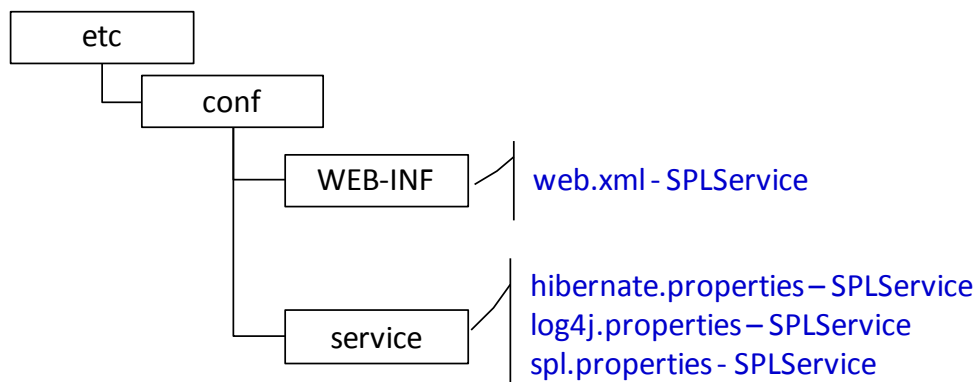 etc
conf
WEB-INF
web.xml - SPLService
hibernate.properties – SPLService
log4j.properties – SPLService
service
spl.properties - SPLService